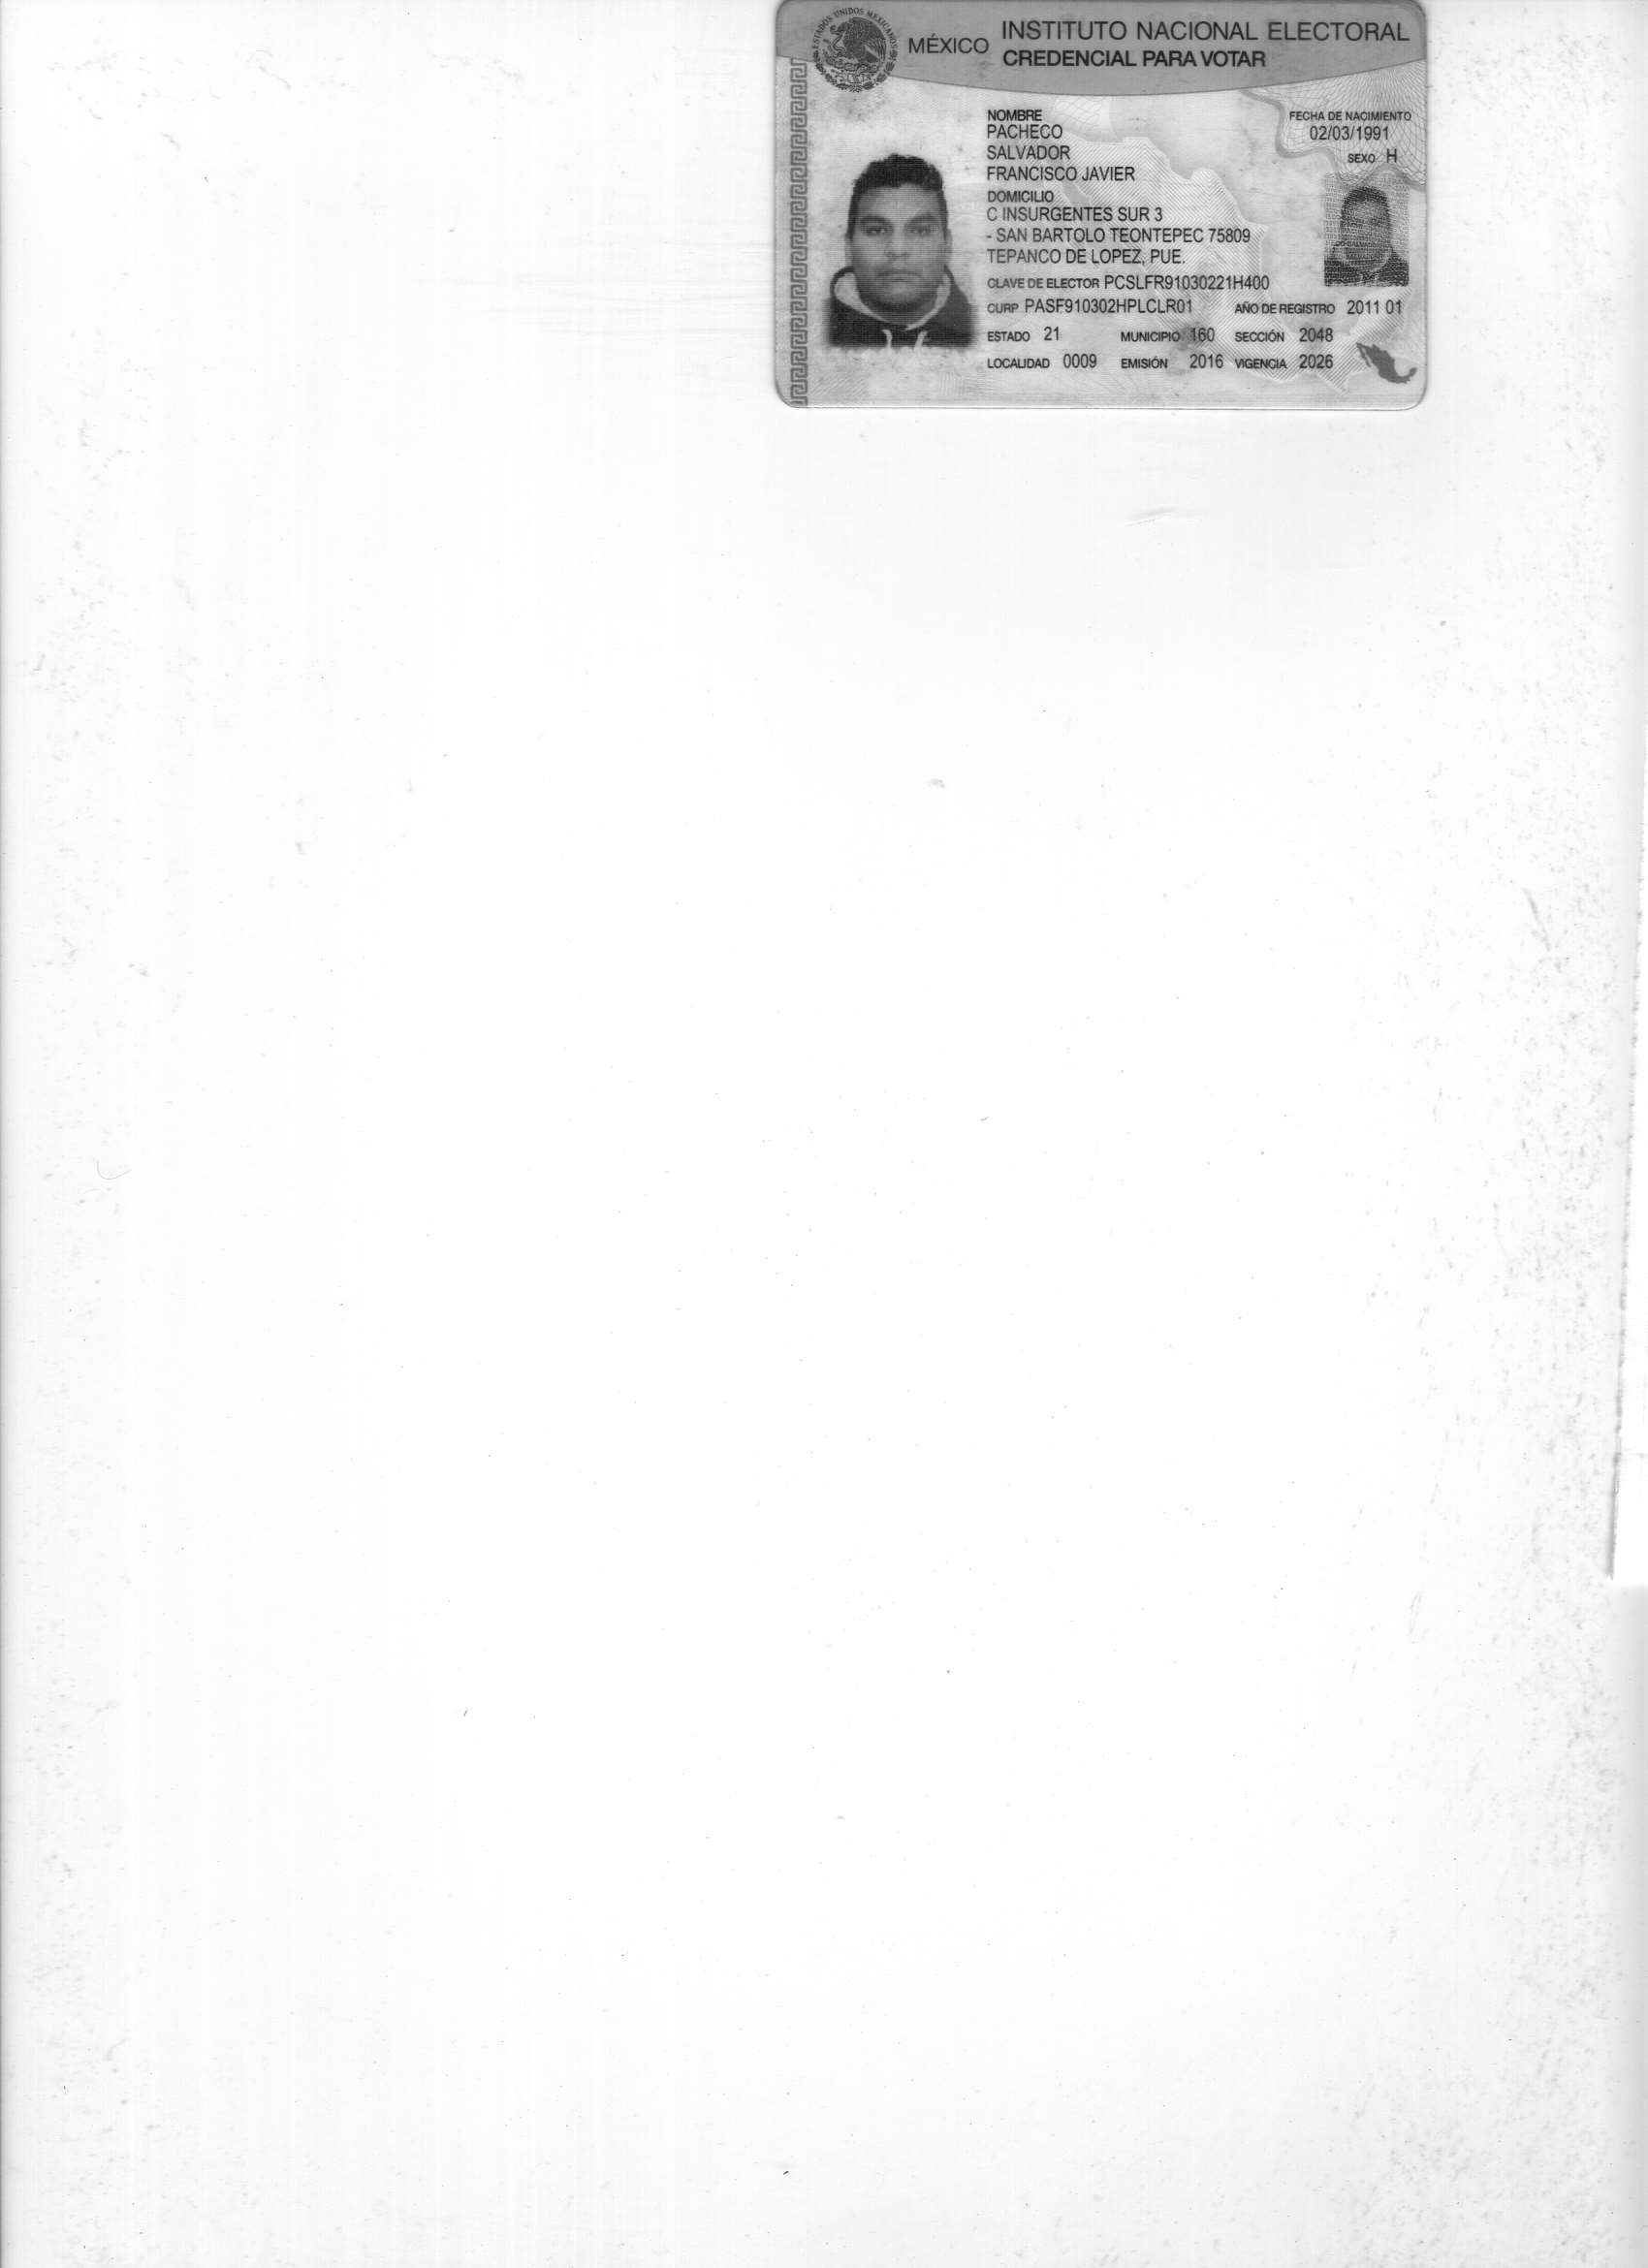 ESTADOS UNIDOS MEXICANOS
MÉXICO INSTITUTO NACIONAL ELECTORAL
CREDENCIAL PARA VOTAR
NOMBRE
PACHECO
SALVADOR
FRANCISCO JAVIER
FECHA DE NACIMIENTO
02/03/1991
SEXO H
DOMICILIO
C INSURGENTES SUR 3
- SAN BARTOLO TEONTEPEC 75809
TEPANCO DE LOPEZ, PUE.
CLAVE DE ELECTOR PCSLFR91030221H400
CURP PASF910302HPLCLR01 AÑO DE REGISTRO 2011 01
ESTADO 21 MUNICIPIO 160 SECCIÓN 2048
LOCALIDAD 0009 EMISIÓN 2016 VIGENCIA 2026